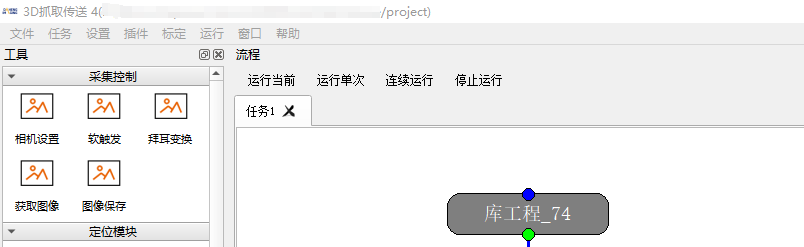 3D抓取传送 4(
/project)
文件 任务 设置 插件 标定 运行 窗口 帮助
工具
流程
采集控制
运行当前 运行单次 连续运行 停止运行
任务1
相机设置 软触发 拜耳变换
获取图像 图像保存
库工程_74
定位模块